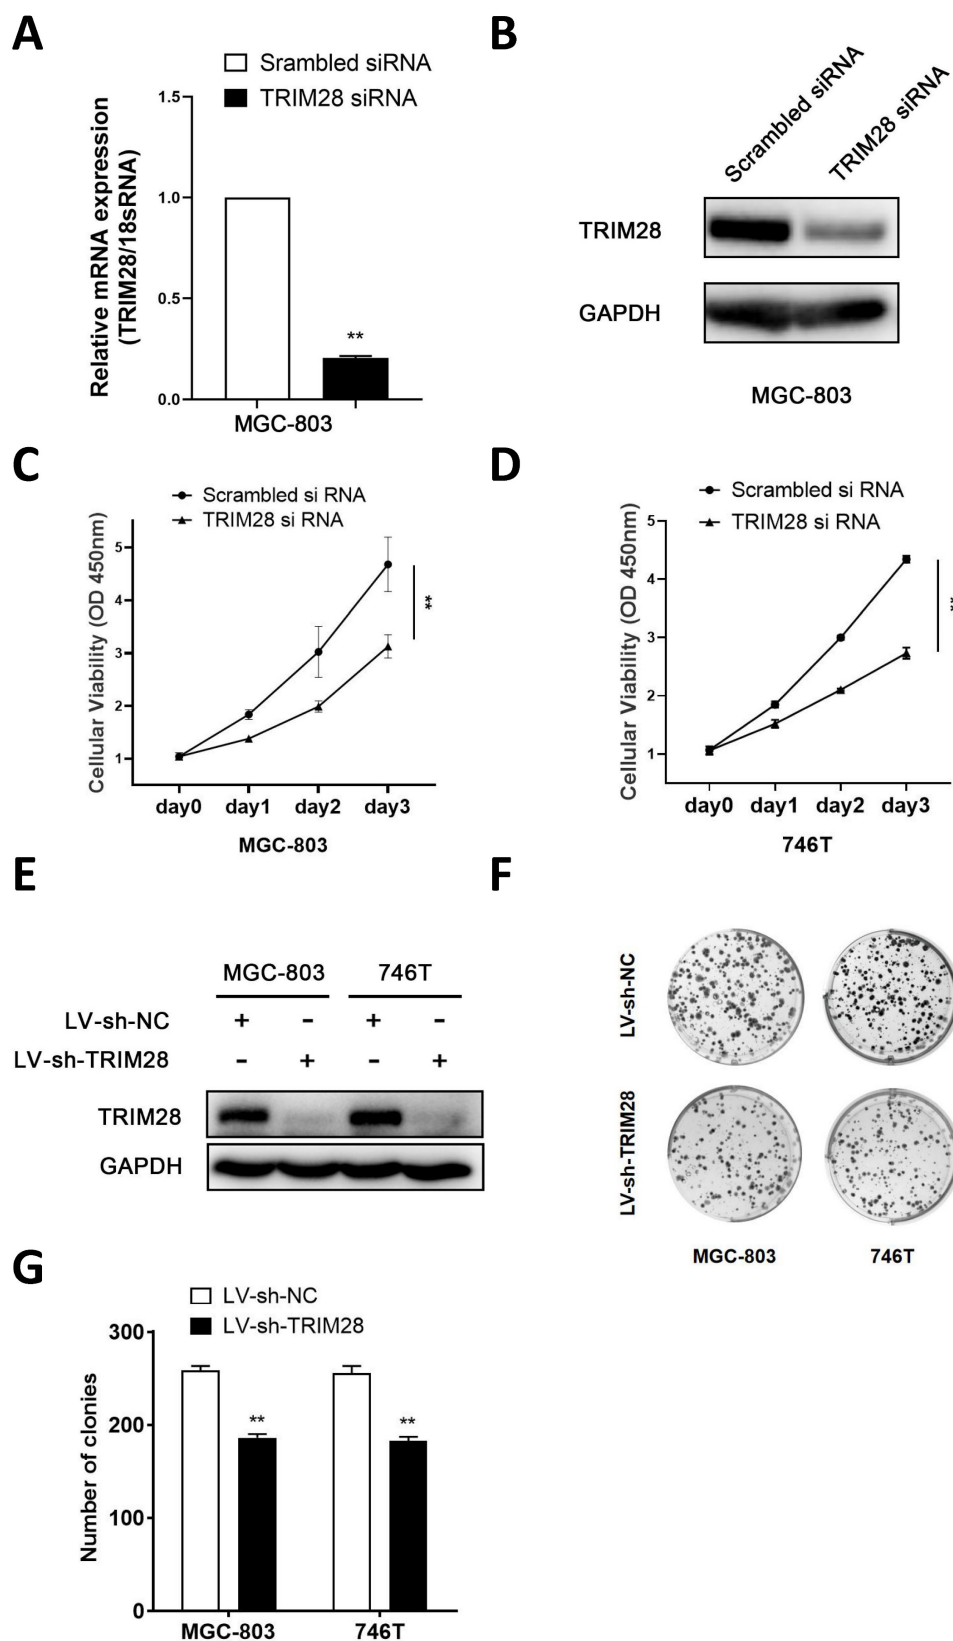 A
Srambled siRNA
TRIM28 siRNA
Relative mRNA expression
(TRIM28/18sRNA)
1.5
1.0
0.5
0.0
**
MGC-803
B
Scrambled siRNA
TRIM28 siRNA
TRIM28
GAPDH
MGC-803
C
Scrambled si RNA
TRIM28 si RNA
Cellular Viability (OD 450nm)
5
4
3
2
1
**
day0 day1 day2 day3
MGC-803
D
Scrambled si RNA
TRIM28 si RNA
Cellular Viability (OD 450nm)
5
4
3
2
1
day0 day1 day2 day3
746T
E
MGC-803 746T
LV-sh-NC + - + -
LV-sh-TRIM28 - + - +
TRIM28
GAPDH
F
LV-sh-NC
LV-sh-TRIM28
MGC-803 746T
G
LV-sh-NC
LV-sh-TRIM28
Number of clonies
300
200
100
0
** **
MGC-803 746T